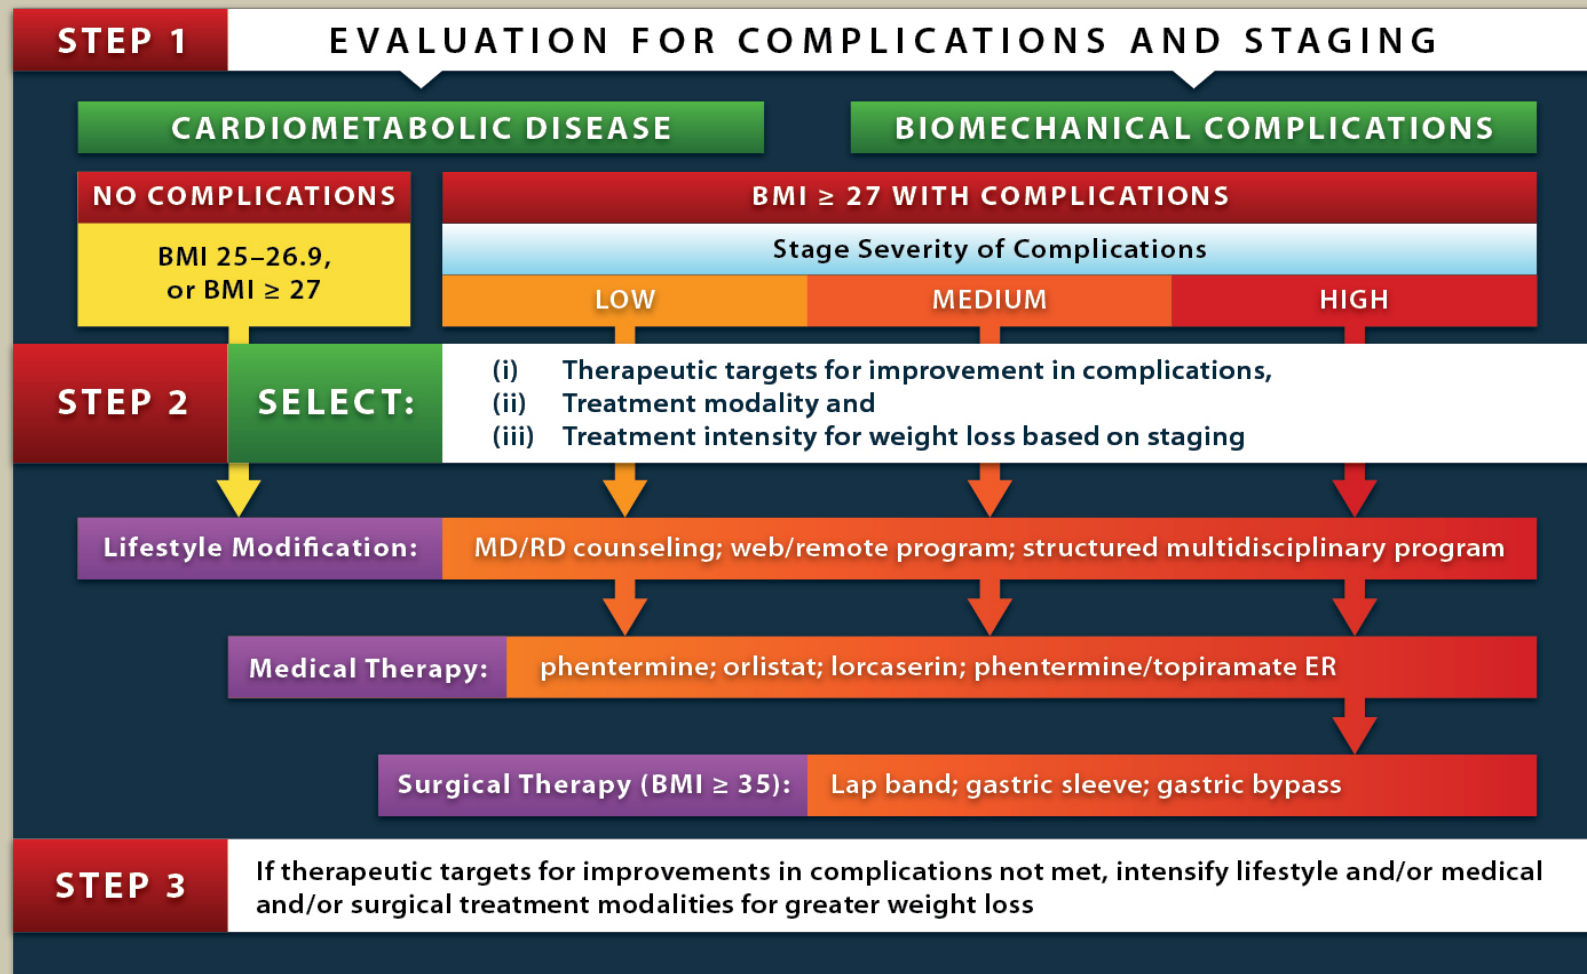 STEP 1
EVALUATION FOR COMPLICATIONS AND STAGING
CARDIOMETABOLIC DISEASE
BIOMECHANICAL COMPLICATIONS
NO COMPLICATIONS
BMI 25–26.9,
or BMI ≥ 27
BMI ≥ 27 WITH COMPLICATIONS
Stage Severity of Complications
LOW
MEDIUM
HIGH
STEP 2
SELECT:
(i) Therapeutic targets for improvement in complications,
(ii) Treatment modality and
(iii) Treatment intensity for weight loss based on staging
Lifestyle Modification:
MD/RD counseling; web/remote program; structured multidisciplinary program
Medical Therapy:
phentermine; orlistat; lorcaserin; phentermine/topiramate ER
Surgical Therapy (BMI ≥ 35):
Lap band; gastric sleeve; gastric bypass
STEP 3
If therapeutic targets for improvements in complications not met, intensify lifestyle and/or medical
and/or surgical treatment modalities for greater weight loss